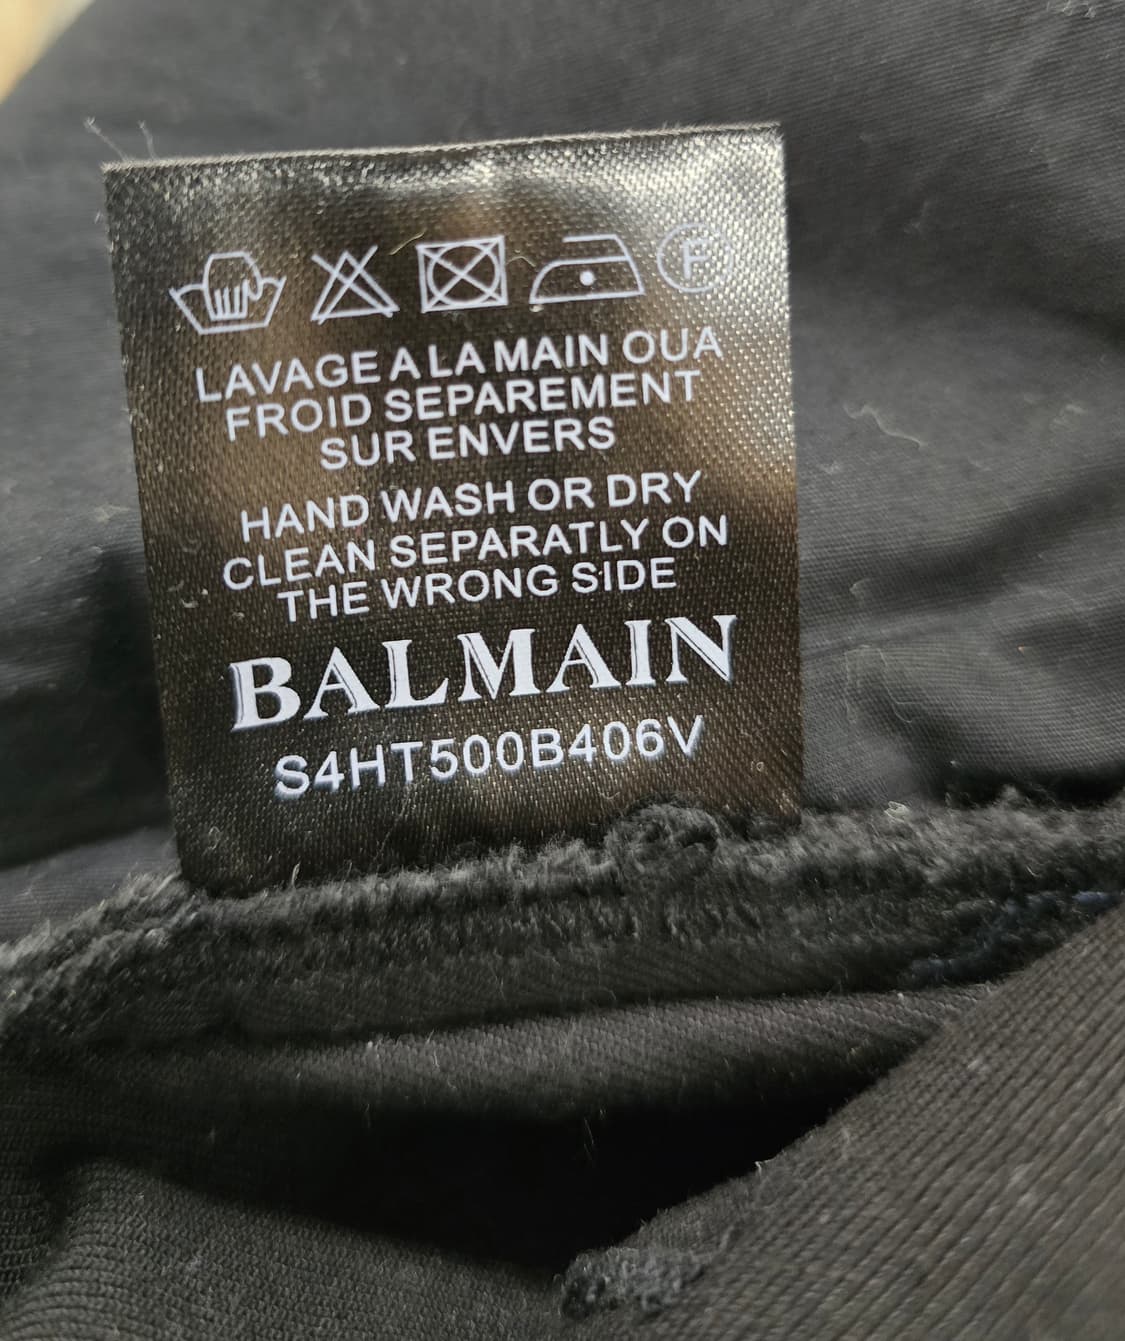 F
LAVAGE A LA MAIN OUA
FROID SEPAREMENT
SUR ENVERS
HAND WASH OR DRY
CLEAN SEPARATLY ON
THE WRONG SIDE
BALMAIN
S4HT500B406V